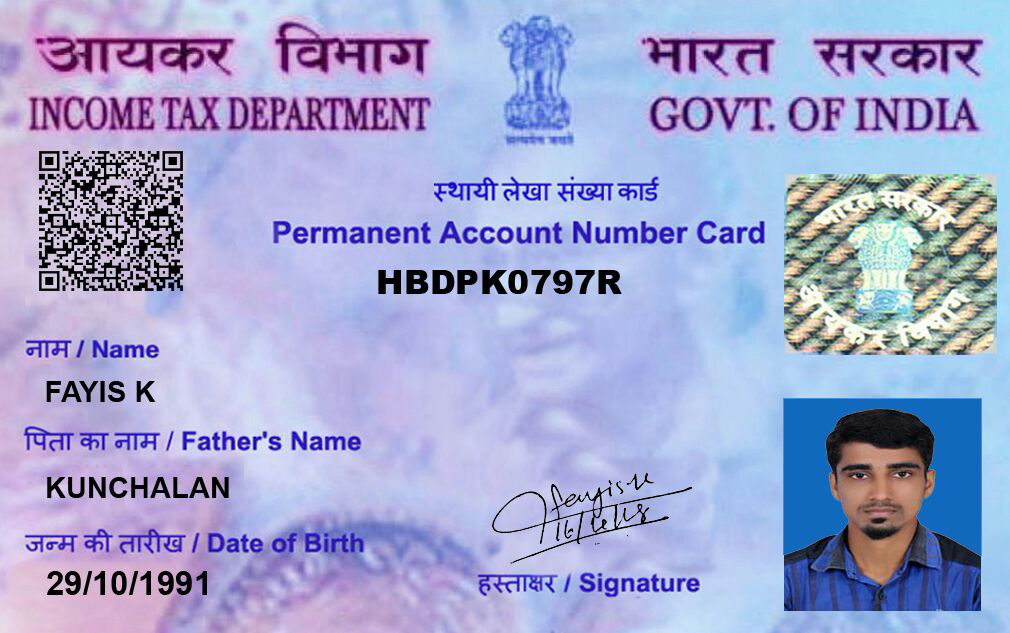 आयकर विभाग
INCOME TAX DEPARTMENT
भारत सरकार
GOVT. OF INDIA
सत्यमेव जयते
स्थायी लेखा संख्या कार्ड
Permanent Account Number Card
HBDPK0797R
भारत सरकार
आयकर विभाग
नाम / Name
FAYIS K
पिता का नाम / Father's Name
KUNCHALAN
जन्म की तारीख / Date of Birth
29/10/1991
हस्ताक्षर / Signature